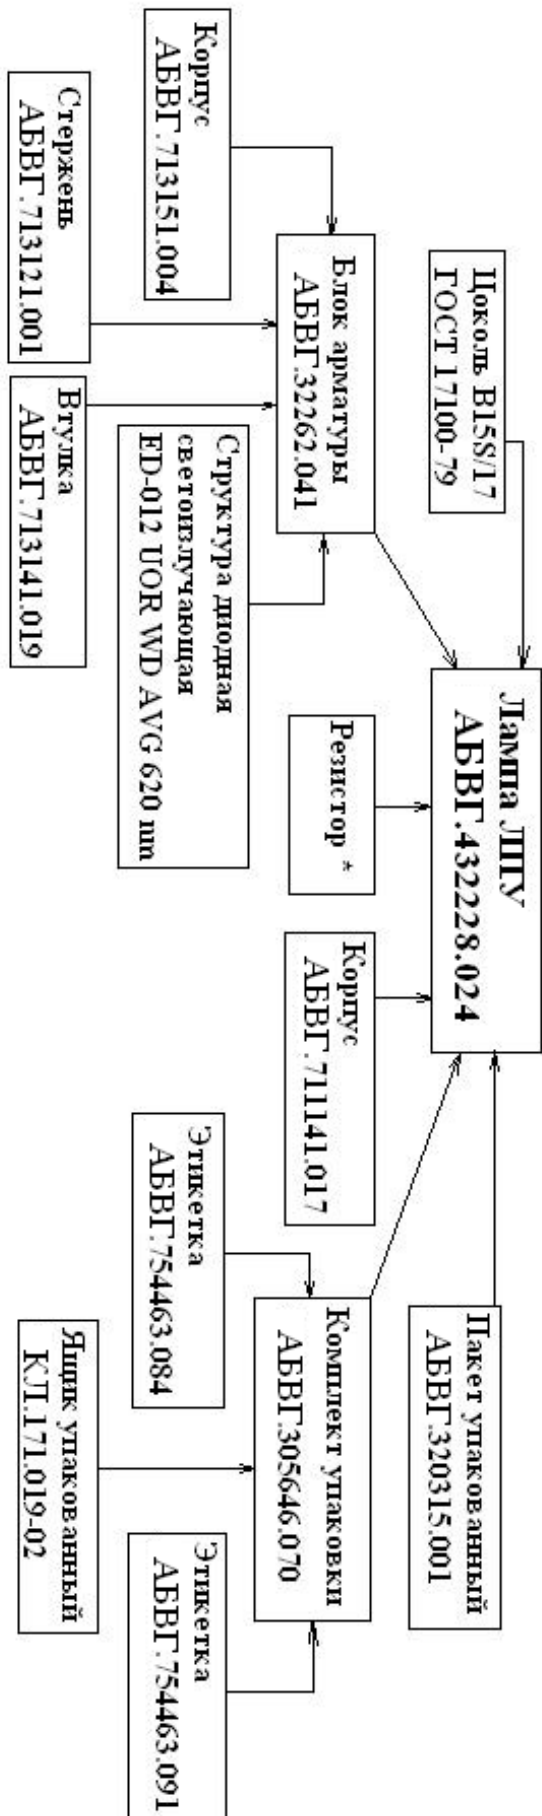 Лампа ЛПУ
АБВГ.432228.024
Цоколь B15S/17
ГОСТ 17100-79
Пакет упакованный
АБВГ.320315.001
Блок арматуры
АБВГ.32262.041
Резистор *
Корпус
АБВГ.711141.017
Комплект упаковки
АБВГ.305646.070
Корпус
АБВГ.713151.004
Структура диодная
светоизлучающая
ED-012 UOR WD AVG 620 nm
Этикетка
АБВГ.754463.084
Этикетка
АБВГ.754463.091
Стержень
АБВГ.713121.001
Втулка
АБВГ.713141.019
Ящик упакованный
КЛ.171.019-02